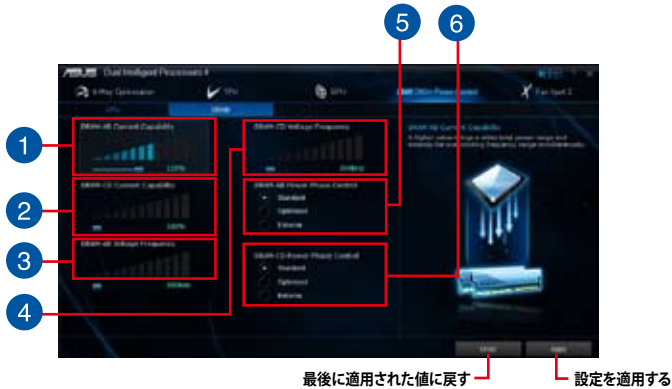 5
6
ASUS Dual Intelligent Processors 4
4-Way Optimization
TPU
EPU
DIGI+ Power Control
Fan Xpert 2
CPU
DRAM
DRAM-AB Current Capability
DRAM-CD Voltage Frequency
DRAM-AB Current Capability
1
DRAM-CD Current Capability
100%
DRAM-AB Power Phase Control
Standard
Optimized
Extreme
2
DRAM-AB Voltage Frequency
DRAM-CD Power Phase Control
Standard
Optimized
Extreme
3
4
Undo
Apply
最後に適用された値に戻す
設定を適用する